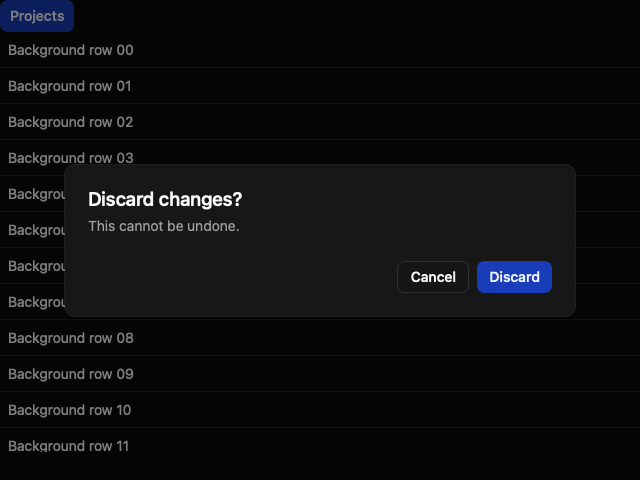 Projects
Background row 00
Background row 01
Background row 02
Background row 03
Discard changes?
This cannot be undone.
Cancel
Discard
Background row 08
Background row 09
Background row 10
Background row 11